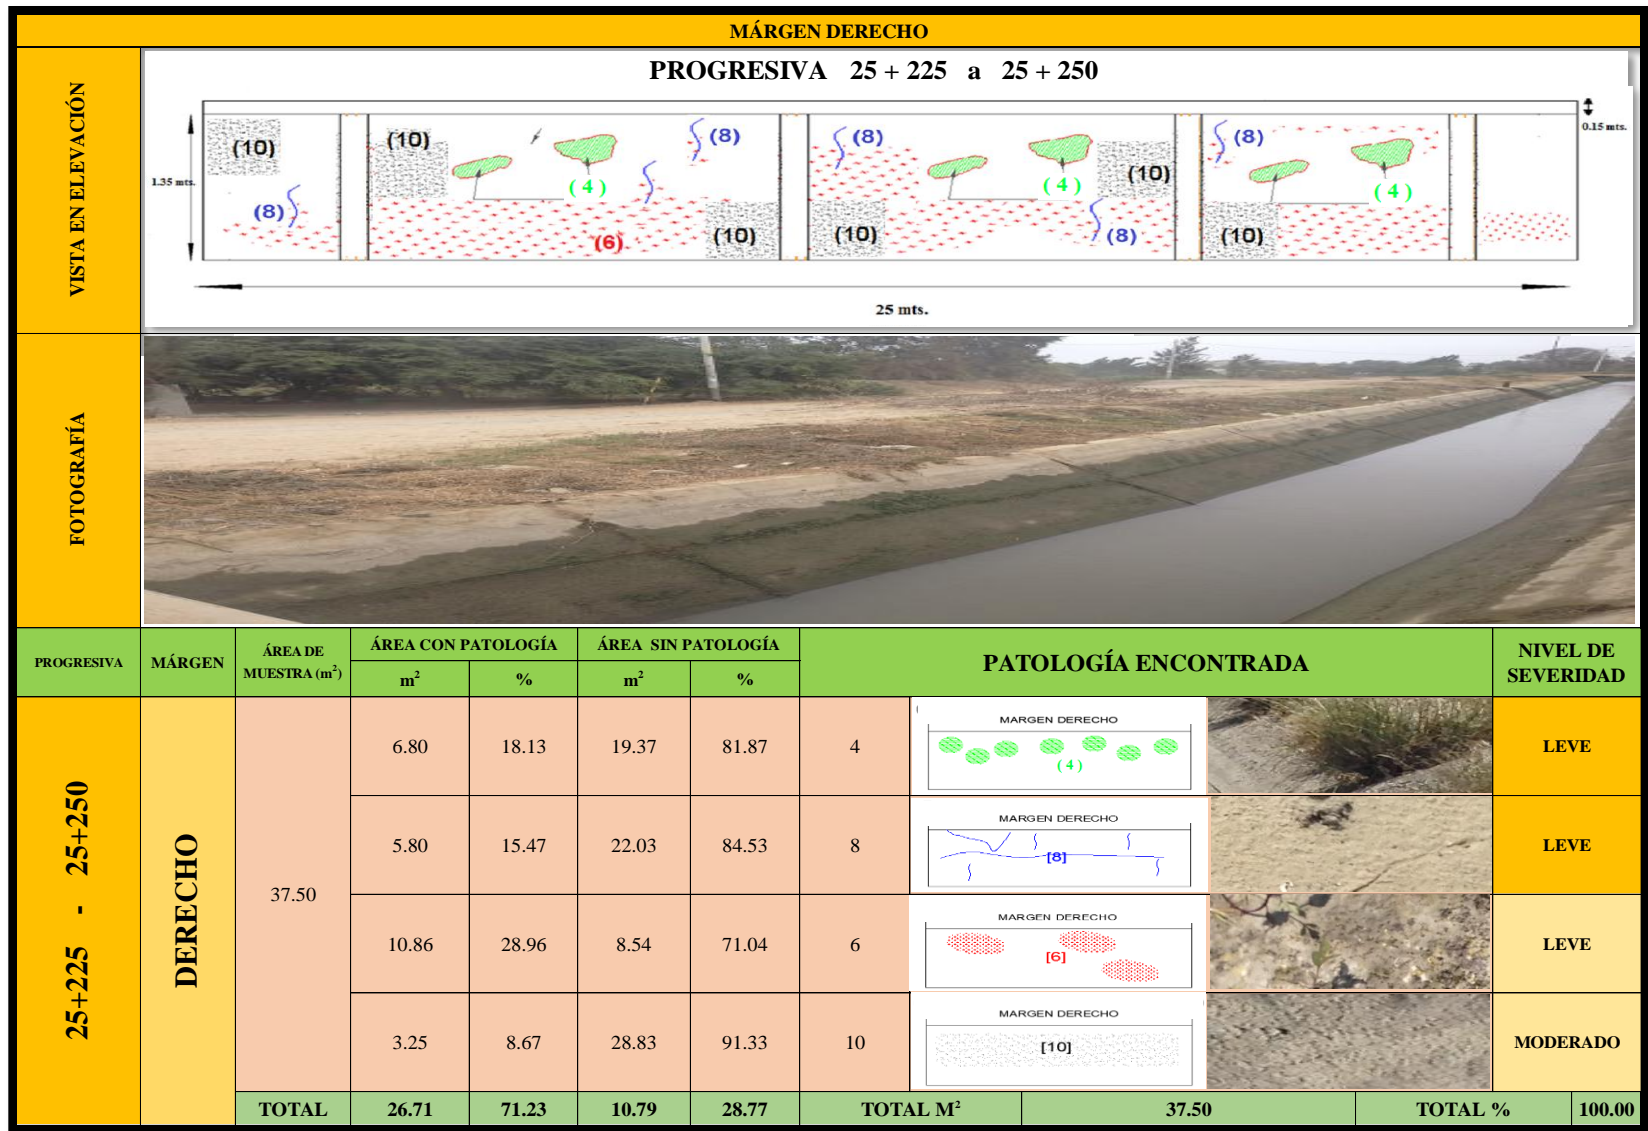 MÁRGEN DERECHO
VISTA EN ELEVACIÓN
PROGRESIVA 25 + 225 a 25 + 250
0.15 mts.
1.35 mts.
(10)
(8)
(10)
(4)
(8)
(6)
(10)
(8)
(10)
(4)
(10)
(8)
(8)
(10)
(4)
25 mts.
FOTOGRAFÍA
PROGRESIVA
MÁRGEN
ÁREA DE MUESTRA (m²)
ÁREA CON PATOLOGÍA
ÁREA SIN PATOLOGÍA
PATOLOGÍA ENCONTRADA
NIVEL DE SEVERIDAD
m² % m² %
25+225 - 25+250
DERECHO
37.50
6.80 18.13 19.37 81.87 4
MARGEN DERECHO
(4)
LEVE
5.80 15.47 22.03 84.53 8
MARGEN DERECHO
[8]
LEVE
10.86 28.96 8.54 71.04 6
MARGEN DERECHO
[6]
LEVE
3.25 8.67 28.83 91.33 10
MARGEN DERECHO
[10]
MODERADO
TOTAL 26.71 71.23 10.79 28.77 TOTAL M² 37.50 TOTAL % 100.00